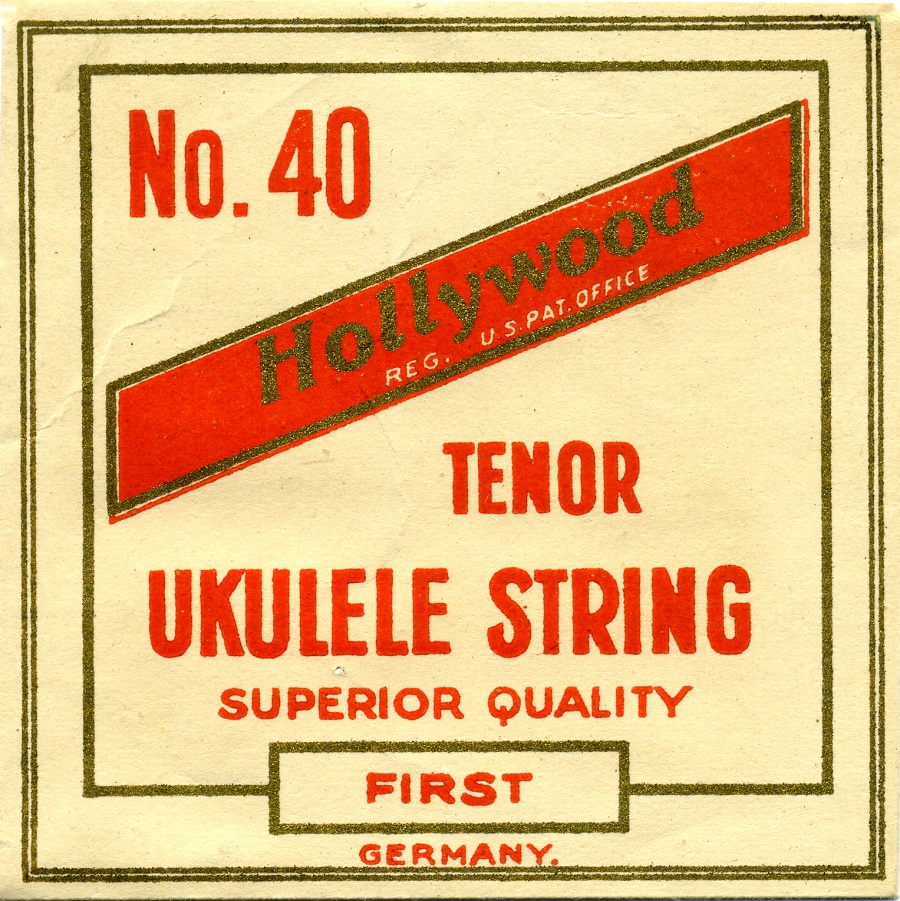 No. 40
Hollywood
REG. U.S. PAT. OFFICE
TENOR
UKULELE STRING
SUPERIOR QUALITY
FIRST
GERMANY.